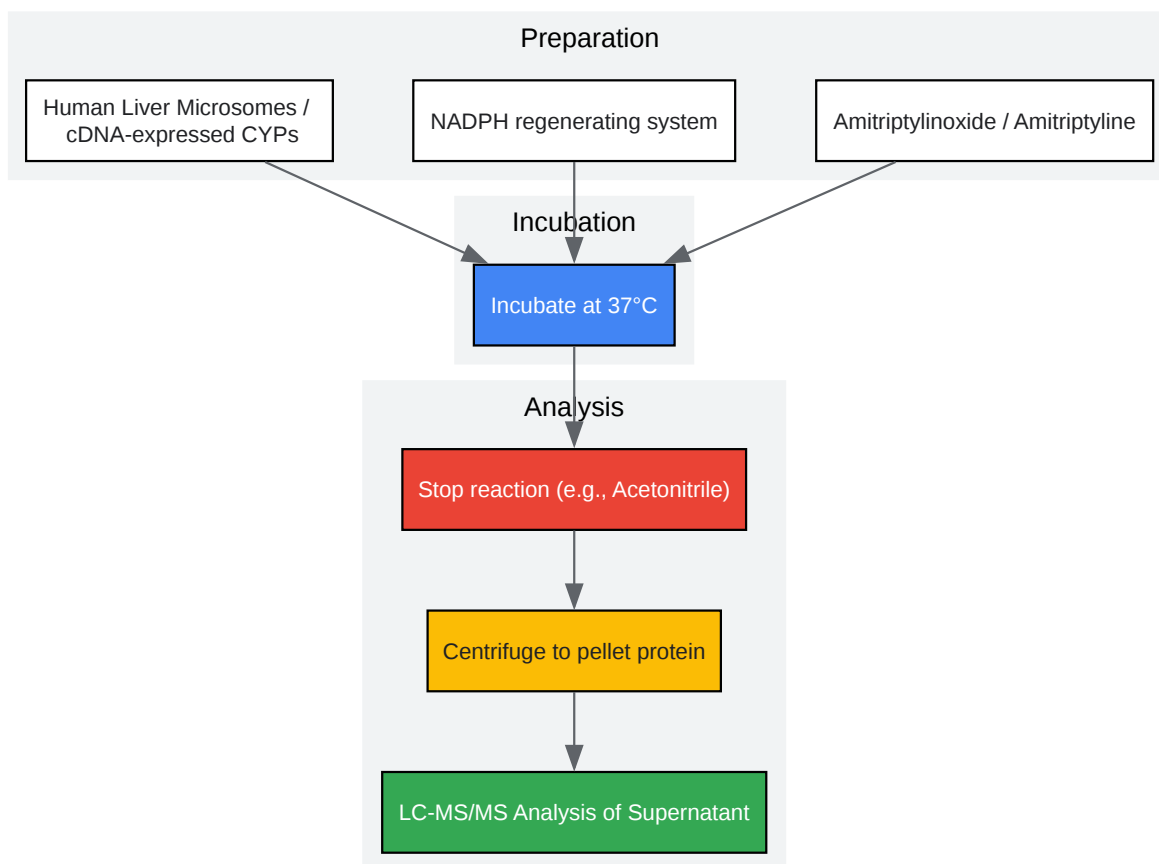 Preparation
Human Liver Microsomes /
cDNA-expressed CYPs
NADPH regenerating system
Amitriptylinoxide / Amitriptyline
Incubation
Incubate at 37°C
Analysis
Stop reaction (e.g., Acetonitrile)
Centrifuge to pellet protein
LC-MS/MS Analysis of Supernatant